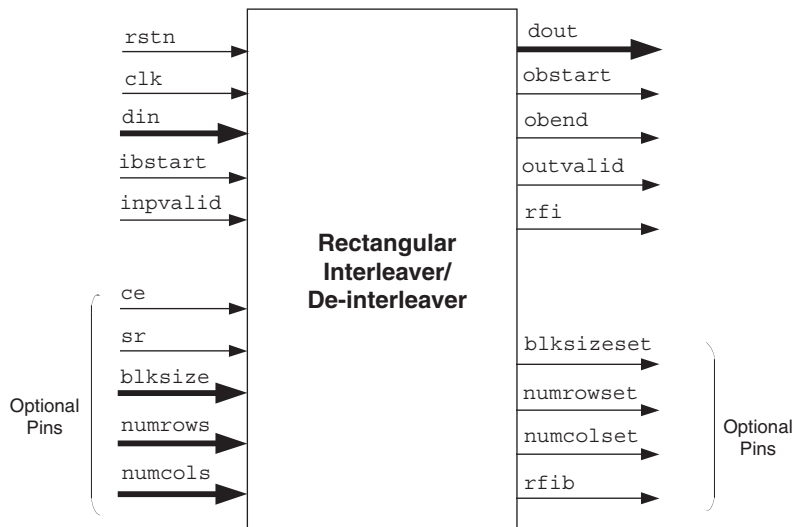 rstn
clk
din
ibstart
inpvalid
ce
sr
blksize
numrows
numcols
Optional
Pins
Rectangular
Interleaver/
De-interleaver
dout
obstart
obend
outvalid
rfi
blksizeset
numrowset
numcolset
rfib
Optional
Pins